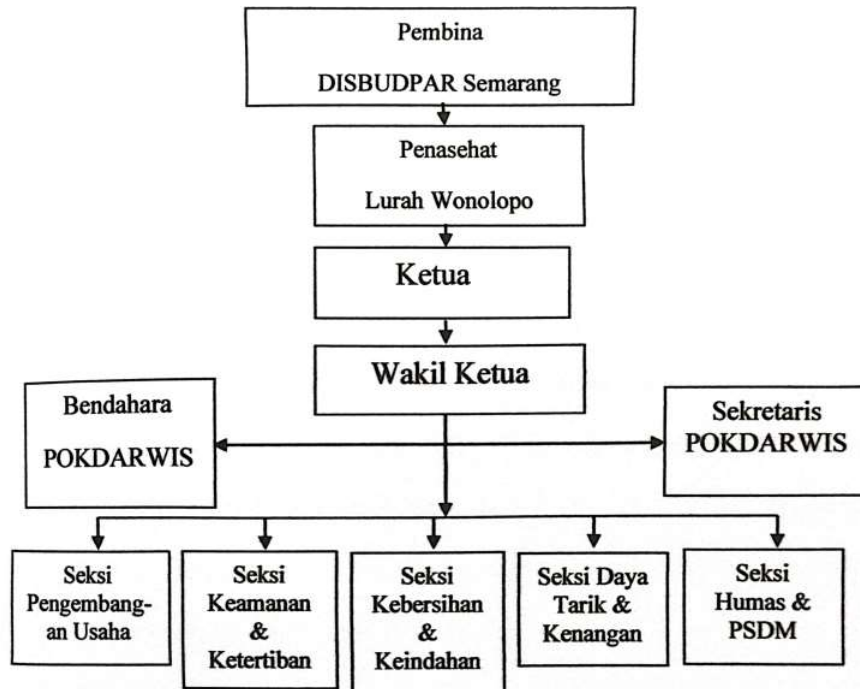 Pembina
DISBUDPAR Semarang
Penasehat
Lurah Wonolopo
Ketua
Wakil Ketua
Bendahara
POKDARWIS
Sekretaris
POKDARWIS
Seksi
Pengembang-
an Usaha
Seksi
Keamanan
&
Ketertiban
Seksi
Kebersihan
&
Keindahan
Seksi Daya
Tarik &
Kenangan
Seksi
Humas &
PSDM